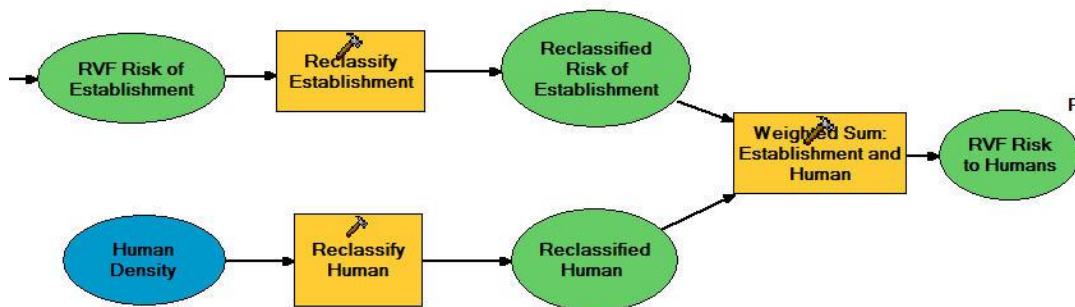 RVF Risk of
Establishment
Reclassify
Establishment
Reclassified
Risk of
Establishment
Weighted Sum:
Establishment and
Human
RVF Risk
to Humans
P
Human
Density
Reclassify
Human
Reclassified
Human